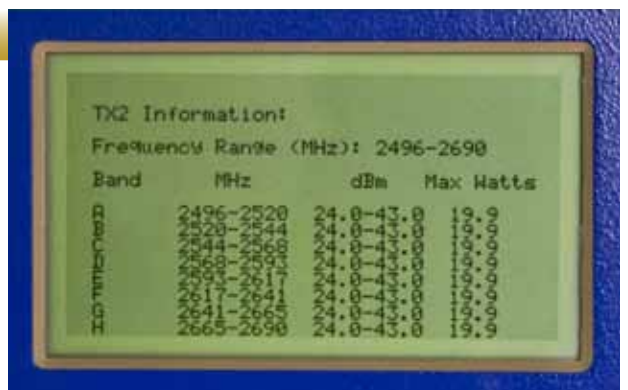 TX2 Information:
Frequency Range (MHz): 2496-2690
Band MHz dBm Max Watts
A 2496-2520 24.0-43.0 19.9
B 2520-2544 24.0-43.0 19.9
C 2544-2568 24.0-43.0 19.9
D 2568-2593 24.0-43.0 19.9
E 2593-2617 24.0-43.0 19.9
F 2617-2641 24.0-43.0 19.9
G 2641-2665 24.0-43.0 19.9
H 2665-2690 24.0-43.0 19.9